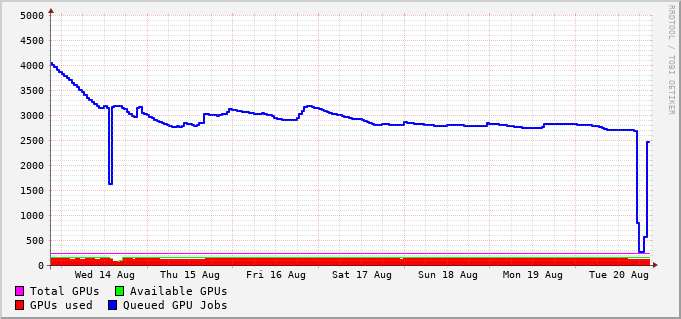 RRDTOOL / TOBI OETIKER
5000
4500
4000
3500
3000
2500
2000
1500
1000
500
0
Wed 14 Aug Thu 15 Aug Fri 16 Aug Sat 17 Aug Sun 18 Aug Mon 19 Aug Tue 20 Aug
Total GPUs Available GPUs
GPUs used Queued GPU Jobs